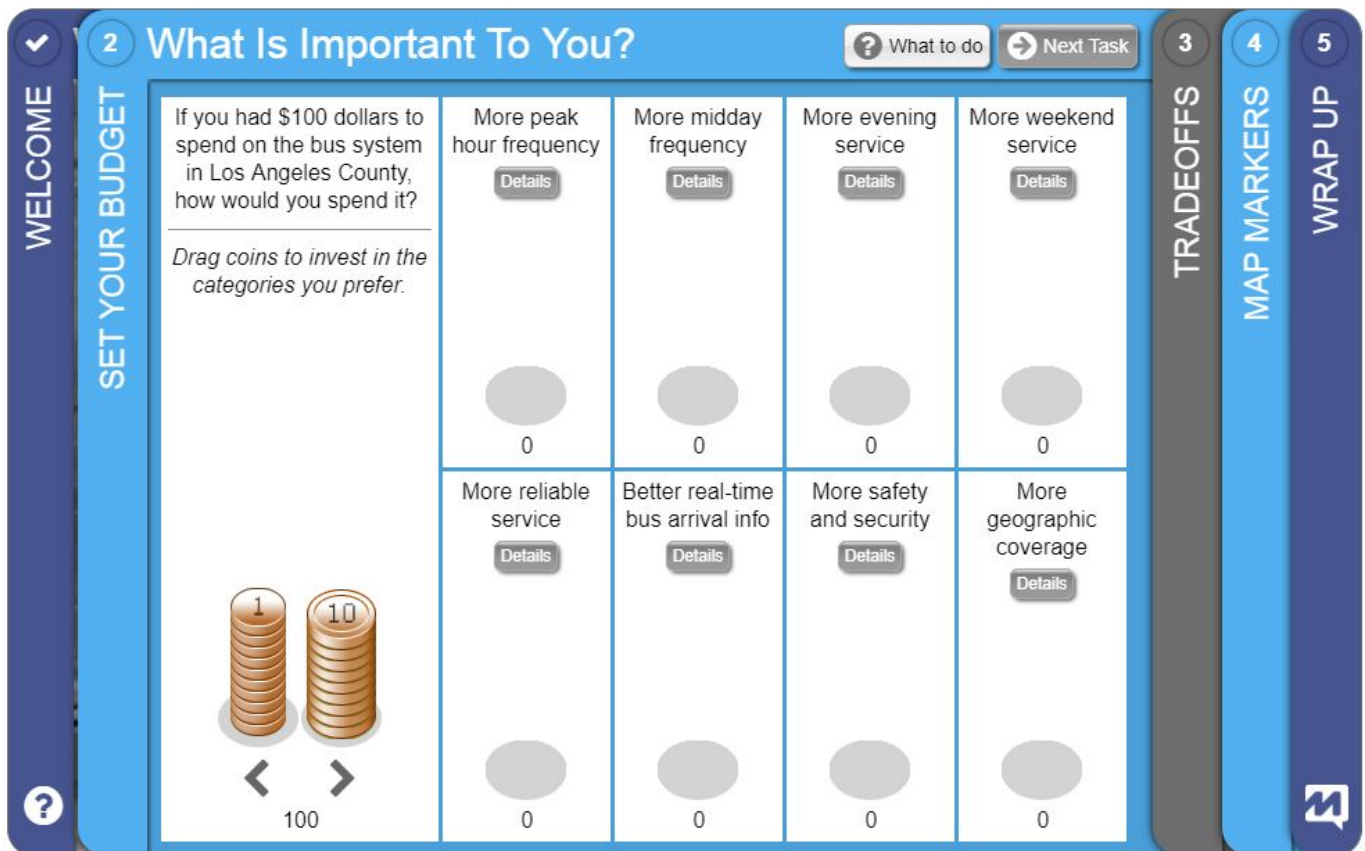 WELCOME
2
SET YOUR BUDGET
What Is Important To You?
? What to do
Next Task
If you had $100 dollars to
spend on the bus system
in Los Angeles County,
how would you spend it?
Drag coins to invest in the
categories you prefer.
1
10
100
More peak
hour frequency
Details
0
More midday
frequency
Details
0
More evening
service
Details
0
More weekend
service
Details
0
More reliable
service
Details
0
Better real-time
bus arrival info
Details
0
More safety
and security
Details
0
More
geographic
coverage
Details
0
3
TRADEOFFS
4
MAP MARKERS
5
WRAP UP
?